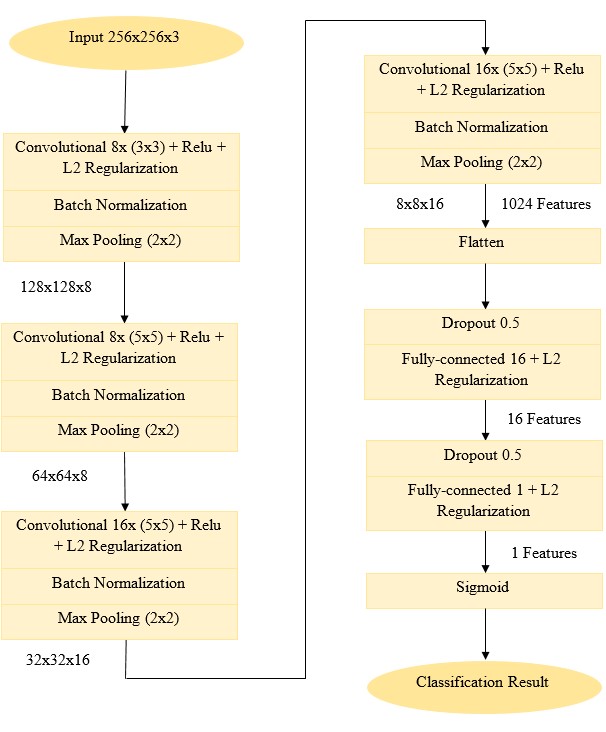 Input 256x256x3
Convolutional 8x (3x3) + Relu +
L2 Regularization
Batch Normalization
Max Pooling (2x2)
128x128x8
Convolutional 8x (5x5) + Relu +
L2 Regularization
Batch Normalization
Max Pooling (2x2)
64x64x8
Convolutional 16x (5x5) + Relu
+ L2 Regularization
Batch Normalization
Max Pooling (2x2)
32x32x16
Convolutional 16x (5x5) + Relu
+ L2 Regularization
Batch Normalization
Max Pooling (2x2)
8x8x16 1024 Features
Flatten
Dropout 0.5
Fully-connected 16 + L2
Regularization
16 Features
Dropout 0.5
Fully-connected 1 + L2
Regularization
1 Features
Sigmoid
Classification Result